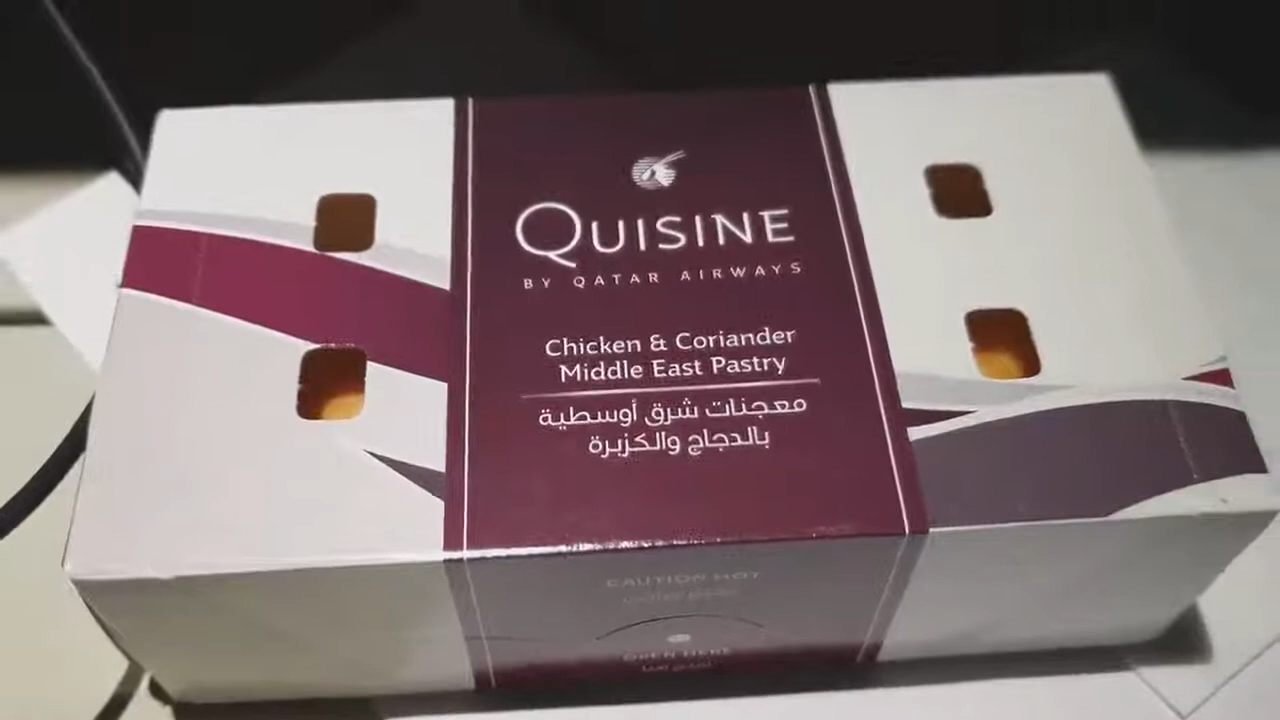 QUISINE
BY QATAR AIRWAYS
Chicken & Coriander
Middle East Pastry
معجنات شرق أوسطية
بالدجاج والكزبرة
CAUTION HOT
OPEN HERE